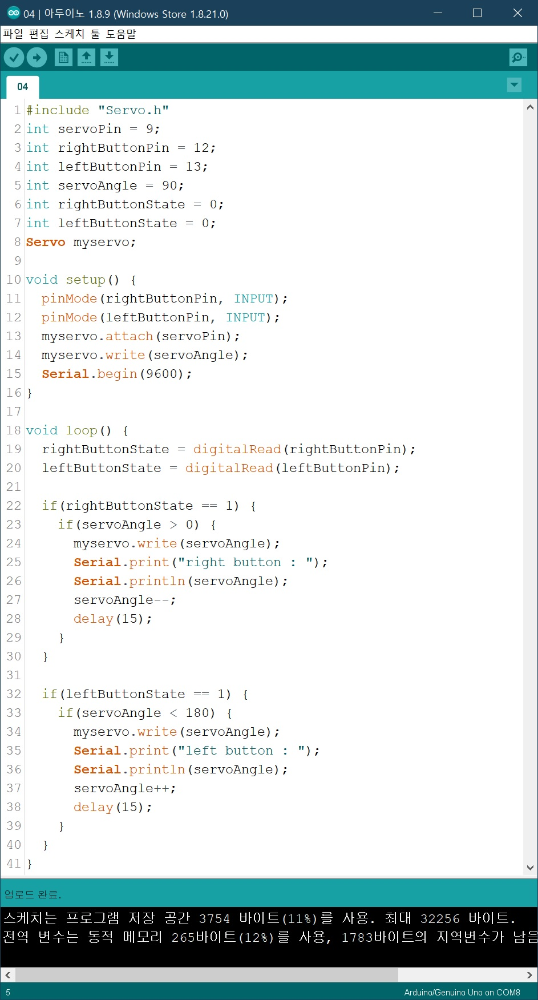 04 | 아두이노 1.8.9 (Windows Store 1.8.21.0)
파일 편집 스케치 툴 도움말
04
1 #include "Servo.h"
2 int servoPin = 9;
3 int rightButtonPin = 12;
4 int leftButtonPin = 13;
5 int servoAngle = 90;
6 int rightButtonState = 0;
7 int leftButtonState = 0;
8 Servo myservo;
9
10 void setup() {
11   pinMode(rightButtonPin, INPUT);
12   pinMode(leftButtonPin, INPUT);
13   myservo.attach(servoPin);
14   myservo.write(servoAngle);
15   Serial.begin(9600);
16 }
17
18 void loop() {
19   rightButtonState = digitalRead(rightButtonPin);
20   leftButtonState = digitalRead(leftButtonPin);
21
22   if(rightButtonState == 1) {
23     if(servoAngle > 0) {
24       myservo.write(servoAngle);
25       Serial.print("right button : ");
26       Serial.println(servoAngle);
27       servoAngle--;
28       delay(15);
29     }
30   }
31
32   if(leftButtonState == 1) {
33     if(servoAngle < 180) {
34       myservo.write(servoAngle);
35       Serial.print("left button : ");
36       Serial.println(servoAngle);
37       servoAngle++;
38       delay(15);
39     }
40   }
41 }
업로드 완료.
스케치는 프로그램 저장 공간 3754 바이트(11%)를 사용. 최대 32256 바이트.
전역 변수는 동적 메모리 265바이트(12%)를 사용, 1783바이트의 지역변수가 남음
5 Arduino/Genuino Uno on COM8